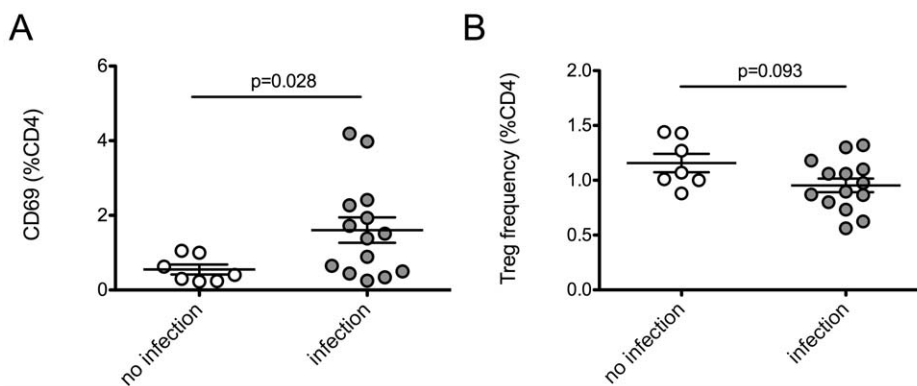 A
CD69 (%CD4)
6
4
2
0
p=0.028
no infection
infection
B
Treg frequency (%CD4)
2.0
1.5
1.0
0.5
0.0
p=0.093
no infection
infection